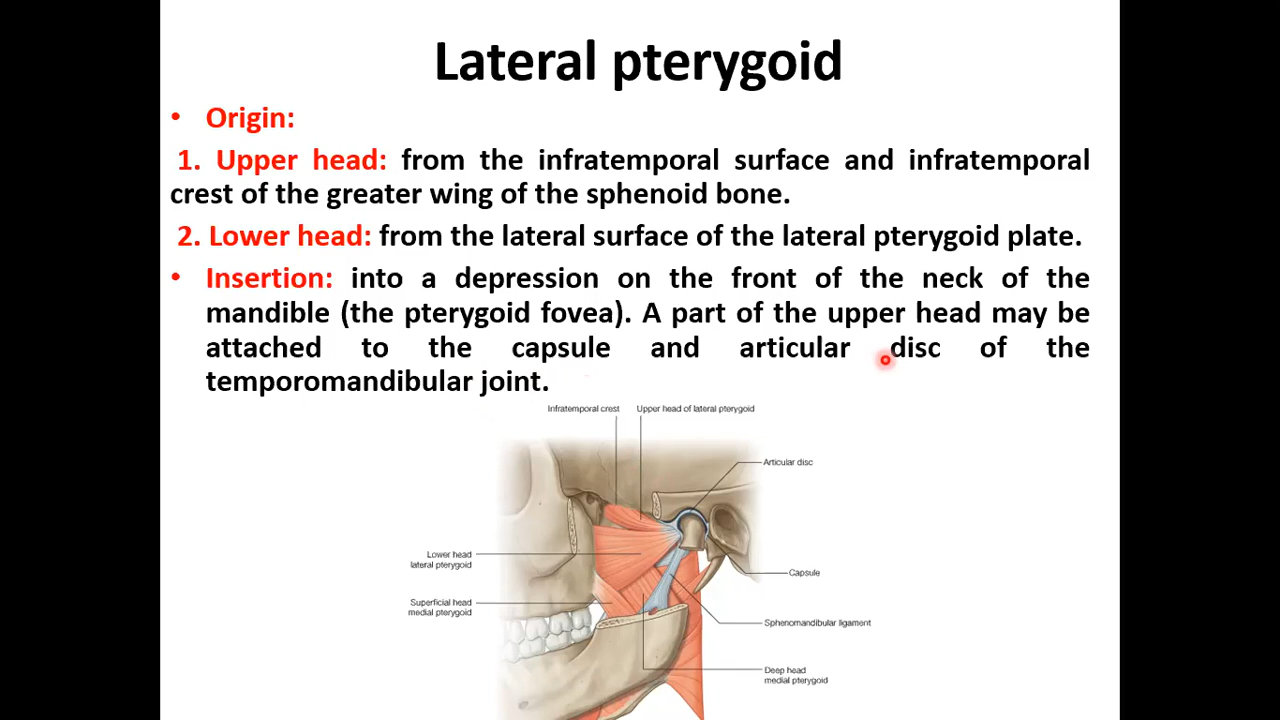 Lateral pterygoid
• Origin:
1. Upper head: from the infratemporal surface and infratemporal
crest of the greater wing of the sphenoid bone.
2. Lower head: from the lateral surface of the lateral pterygoid plate.
• Insertion: into a depression on the front of the neck of the
mandible (the pterygoid fovea). A part of the upper head may be
attached to the capsule and articular disc of the
temporomandibular joint.
Infratemporal crest
Upper head of lateral pterygoid
Articular disc
Lower head
lateral pterygoid
Capsule
Superficial head
medial pterygoid
Sphenomandibular ligament
Deep head
medial pterygoid